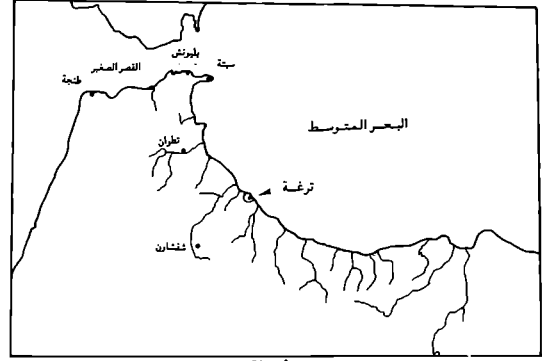 بليونش
سبتة
القصر الصغير
طنجة
البحر المتوسط
تطوان
ترغة
شفشاون